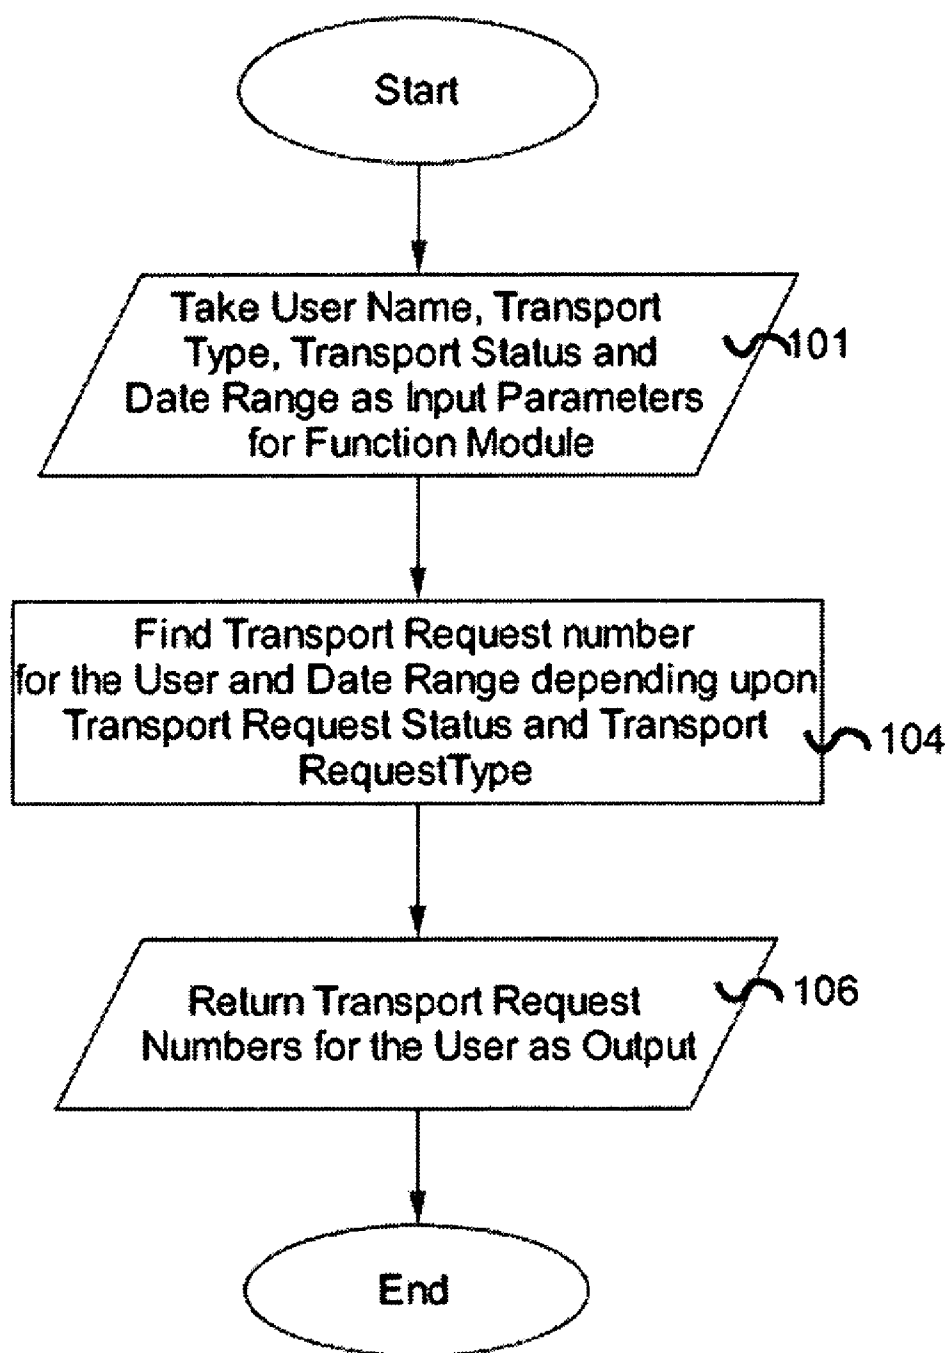 Start
Take User Name, Transport
Type, Transport Status and
Date Range as Input Parameters
for Function Module
101
Find Transport Request number
for the User and Date Range depending upon
Transport Request Status and Transport
RequestType
104
Return Transport Request
Numbers for the User as Output
106
End